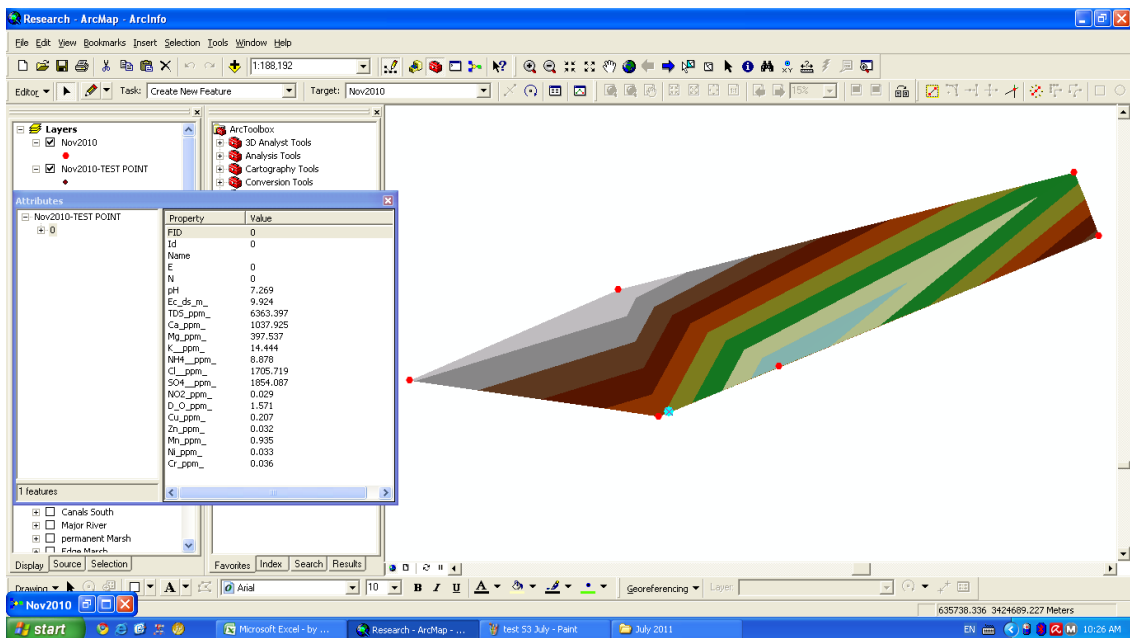 Research - ArcMap - ArcInfo
File Edit View Bookmarks Insert Selection Tools Window Help
1:188,192
Editor Task: Create New Feature Target: Nov2010 15%
Layers
Nov2010
Nov2010-TEST POINT
ArcToolbox
3D Analyst Tools
Analysis Tools
Cartography Tools
Conversion Tools
Attributes
Nov2010-TEST POINT
0
Property Value
FID 0
Id 0
Name
E 0
N 0
pH 7.269
Ec_ds_m_ 9.924
TDS_ppm_ 6363.397
Ca_ppm_ 1037.925
Mg_ppm_ 397.537
K__ppm_ 14.444
NH4__ppm_ 8.878
Cl__ppm_ 1705.719
SO4__ppm_ 1854.087
NO2_ppm_ 0.029
D_O_ppm_ 1.571
Cu_ppm_ 0.207
Zn_ppm_ 0.032
Mn_ppm_ 0.935
Ni_ppm_ 0.033
Cr_ppm_ 0.036
1 features
Canals South
Major River
permanent Marsh
Edge Marsh
Display Source Selection
Favorites Index Search Results
Drawing A Arial 10 B I U A Georeferencing Layer:
Nov2010
635738.336 3424689.227 Meters
start Microsoft Excel - by ... Research - ArcMap - ... test S3 July - Paint July 2011 EN 10:26 AM